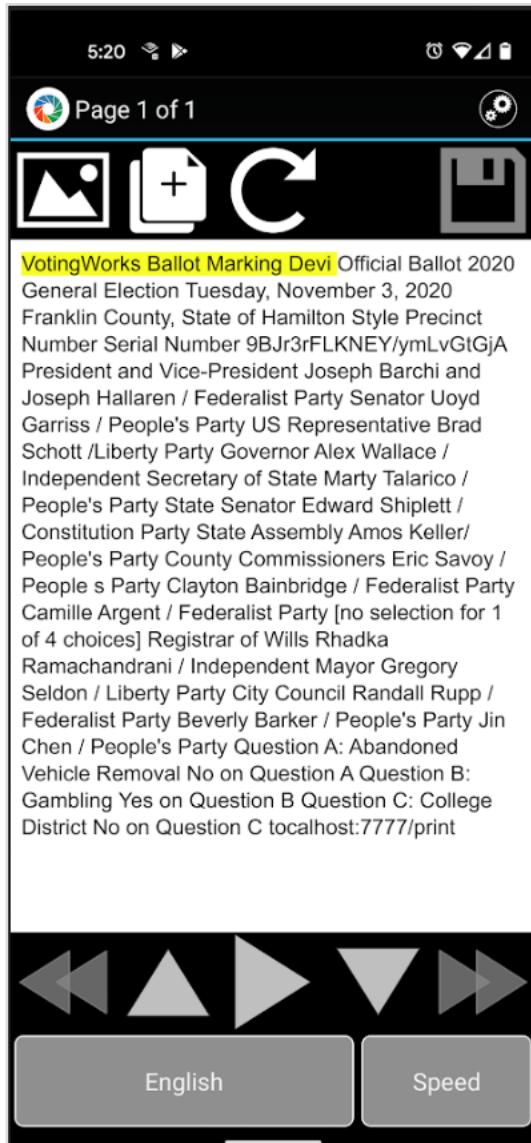 5:20
Page 1 of 1
VotingWorks Ballot Marking Devi Official Ballot 2020
General Election Tuesday, November 3, 2020
Franklin County, State of Hamilton Style Precinct
Number Serial Number 9BJr3rFLKNEY/ymLvGtGjA
President and Vice-President Joseph Barchi and
Joseph Hallaren / Federalist Party Senator Uoyd
Garriss / People's Party US Representative Brad
Schott /Liberty Party Governor Alex Wallace /
Independent Secretary of State Marty Talarico /
People's Party State Senator Edward Shiplett /
Constitution Party State Assembly Amos Keller/
People's Party County Commissioners Eric Savoy /
People s Party Clayton Bainbridge / Federalist Party
Camille Argent / Federalist Party [no selection for 1
of 4 choices] Registrar of Wills Rhadka
Ramachandrani / Independent Mayor Gregory
Seldon / Liberty Party City Council Randall Rupp /
Federalist Party Beverly Barker / People's Party Jin
Chen / People's Party Question A: Abandoned
Vehicle Removal No on Question A Question B:
Gambling Yes on Question B Question C: College
District No on Question C tocalhost:7777/print
English
Speed